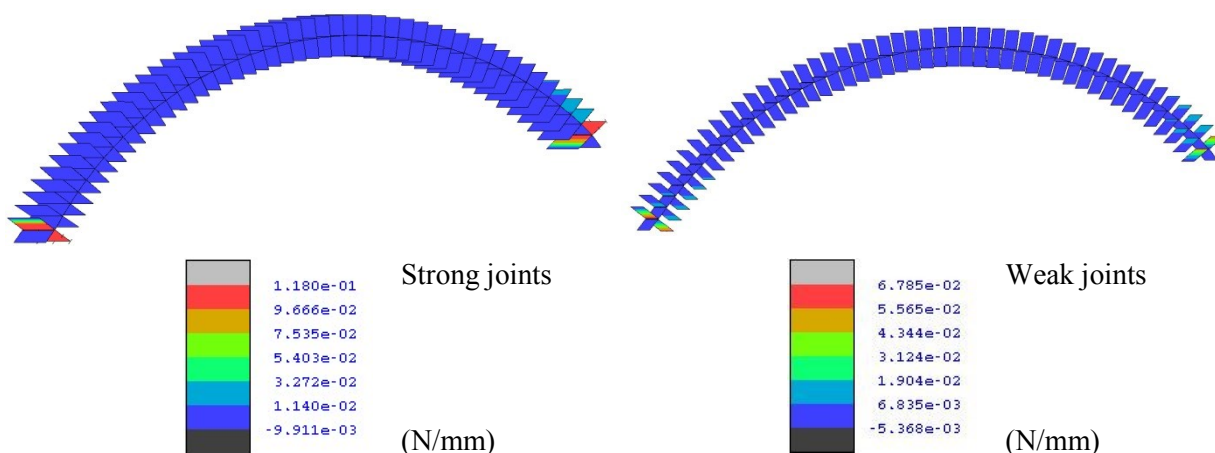 Strong joints
1.180e-01
9.666e-02
7.535e-02
5.403e-02
3.272e-02
1.140e-02
-9.911e-03
(N/mm)
Weak joints
6.785e-02
5.565e-02
4.344e-02
3.124e-02
1.904e-02
6.835e-03
-5.368e-03
(N/mm)